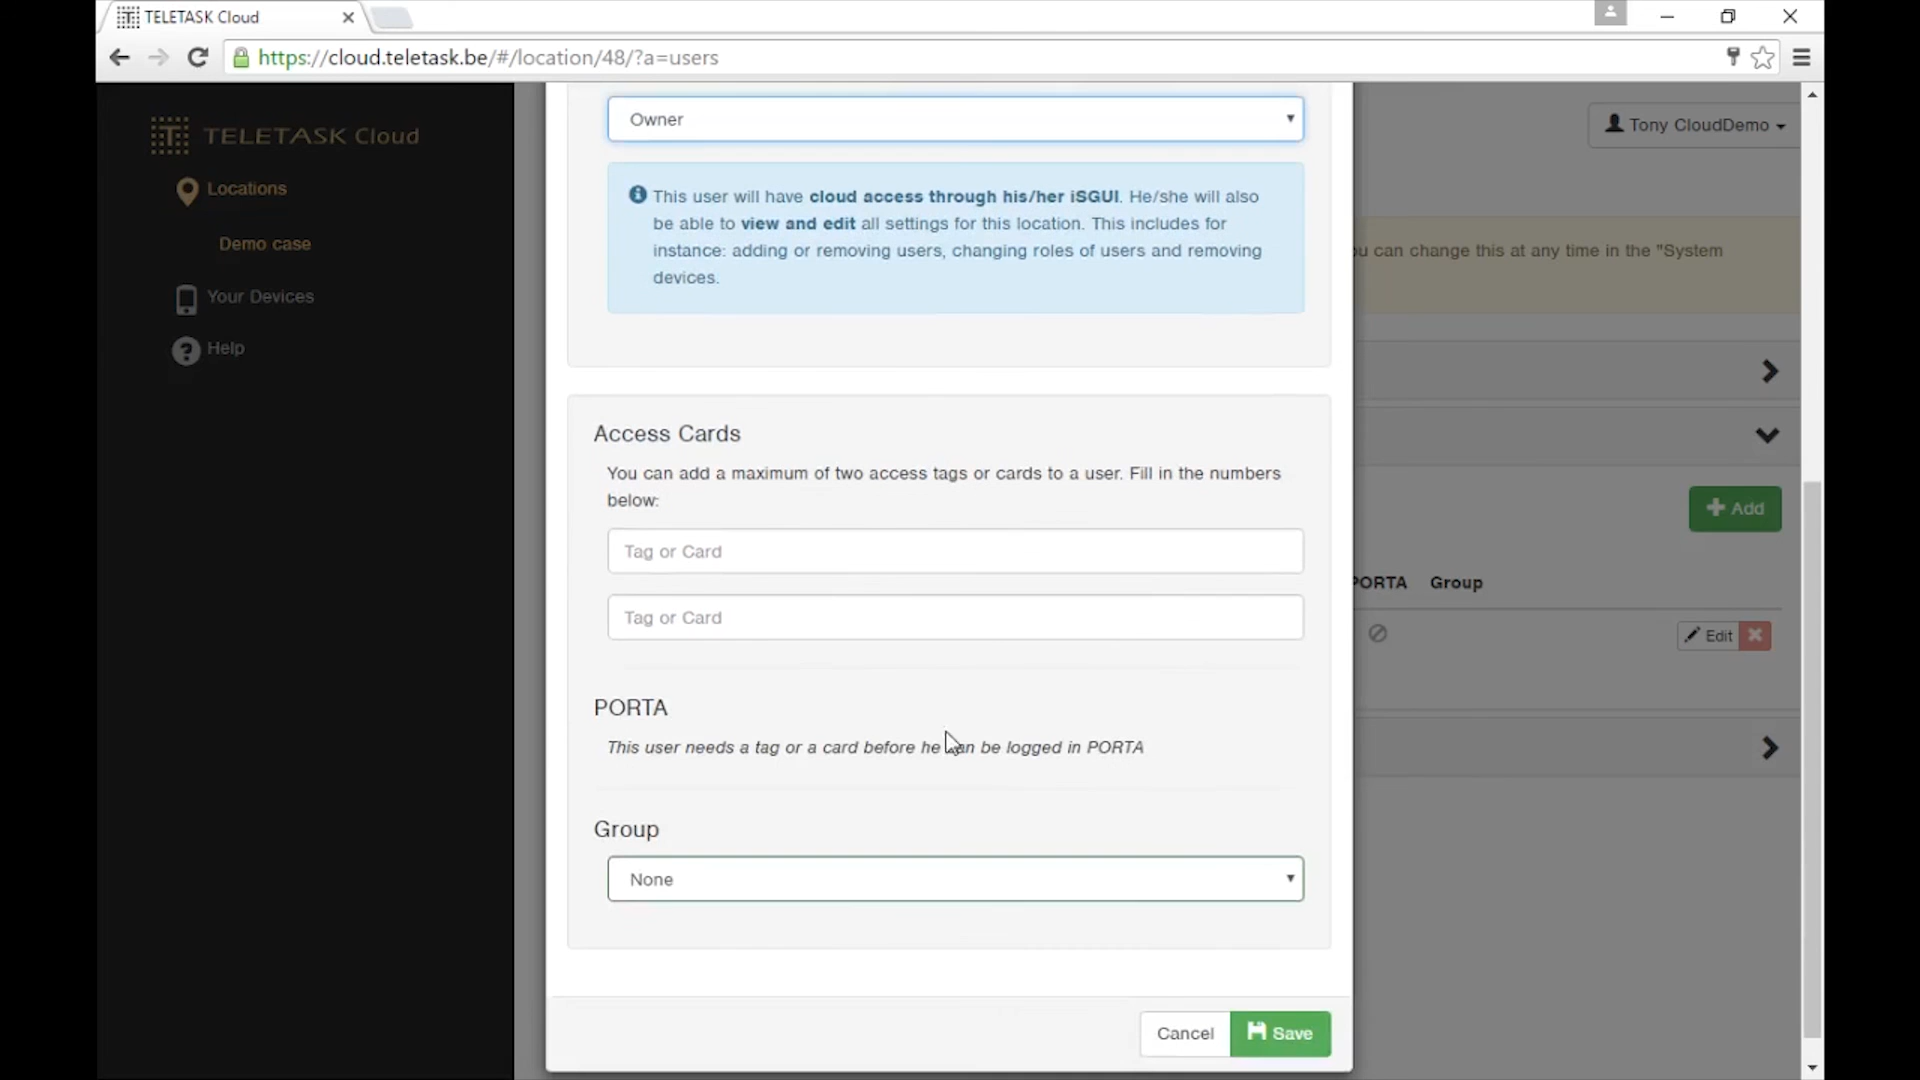 TELETASK Cloud
https://cloud.teletask.be/#/location/48/?a=users
TELETASK Cloud
Locations
Demo case
Your Devices
Help
Owner
This user will have cloud access through his/her iSGUI. He/she will also
be able to view and edit all settings for this location. This includes for
instance: adding or removing users, changing roles of users and removing
devices.
Access Cards
You can add a maximum of two access tags or cards to a user. Fill in the numbers
below:
Tag or Card
Tag or Card
PORTA
This user needs a tag or a card before he can be logged in PORTA
Group
None
Cancel
Save
Tony CloudDemo
u can change this at any time in the "System
Add
PORTA Group
Edit